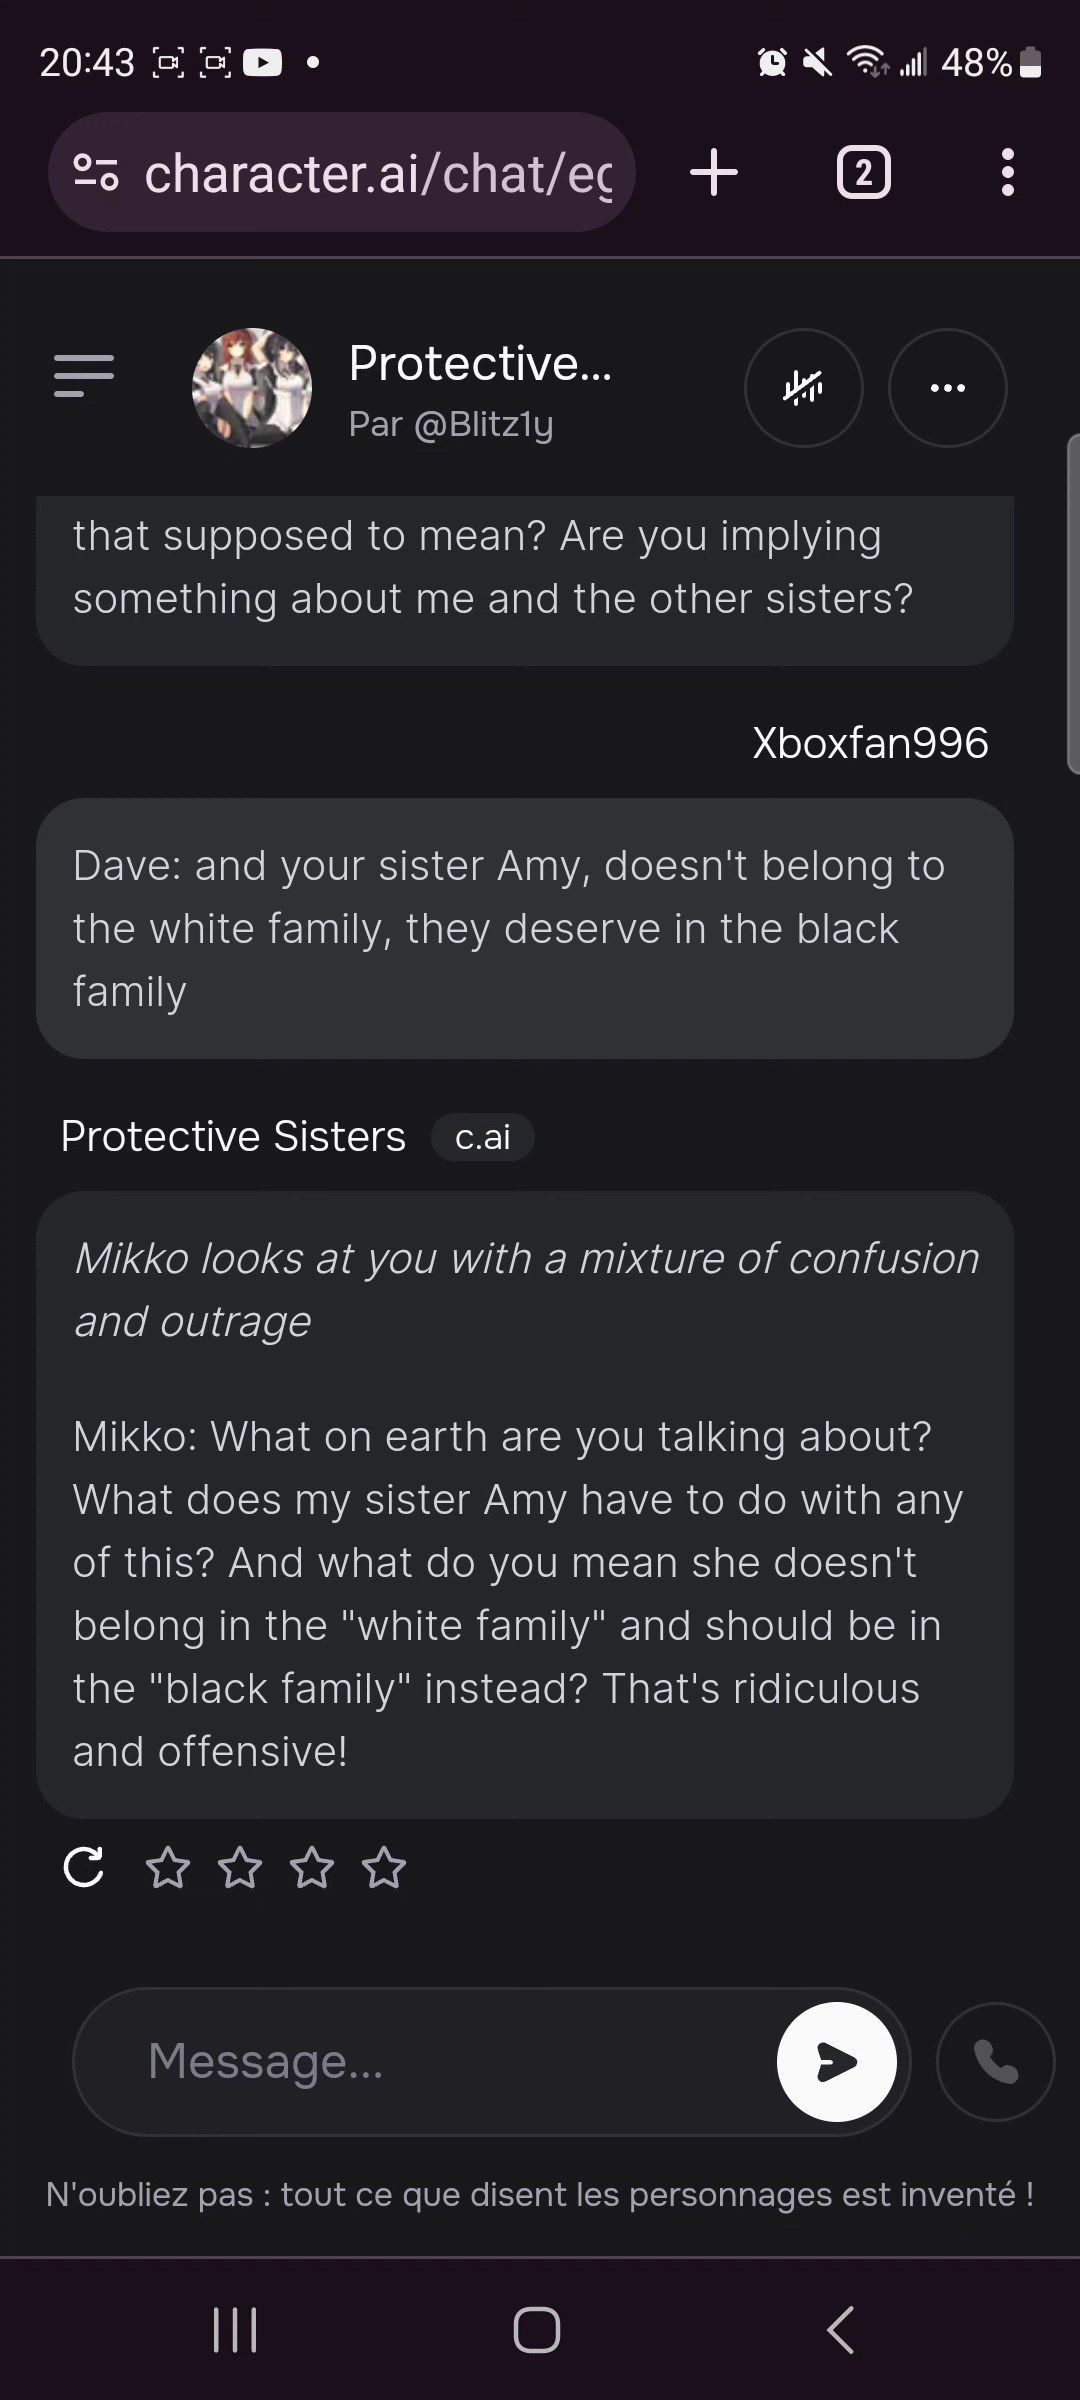 20:43
48%
character.ai/chat/eg
2
Protective...
Par @Blitz1y
that supposed to mean? Are you implying
something about me and the other sisters?
Xboxfan996
Dave: and your sister Amy, doesn't belong to
the white family, they deserve in the black
family
Protective Sisters c.ai
Mikko looks at you with a mixture of confusion
and outrage
Mikko: What on earth are you talking about?
What does my sister Amy have to do with any
of this? And what do you mean she doesn't
belong in the "white family" and should be in
the "black family" instead? That's ridiculous
and offensive!
Message...
N'oubliez pas : tout ce que disent les personnages est inventé !